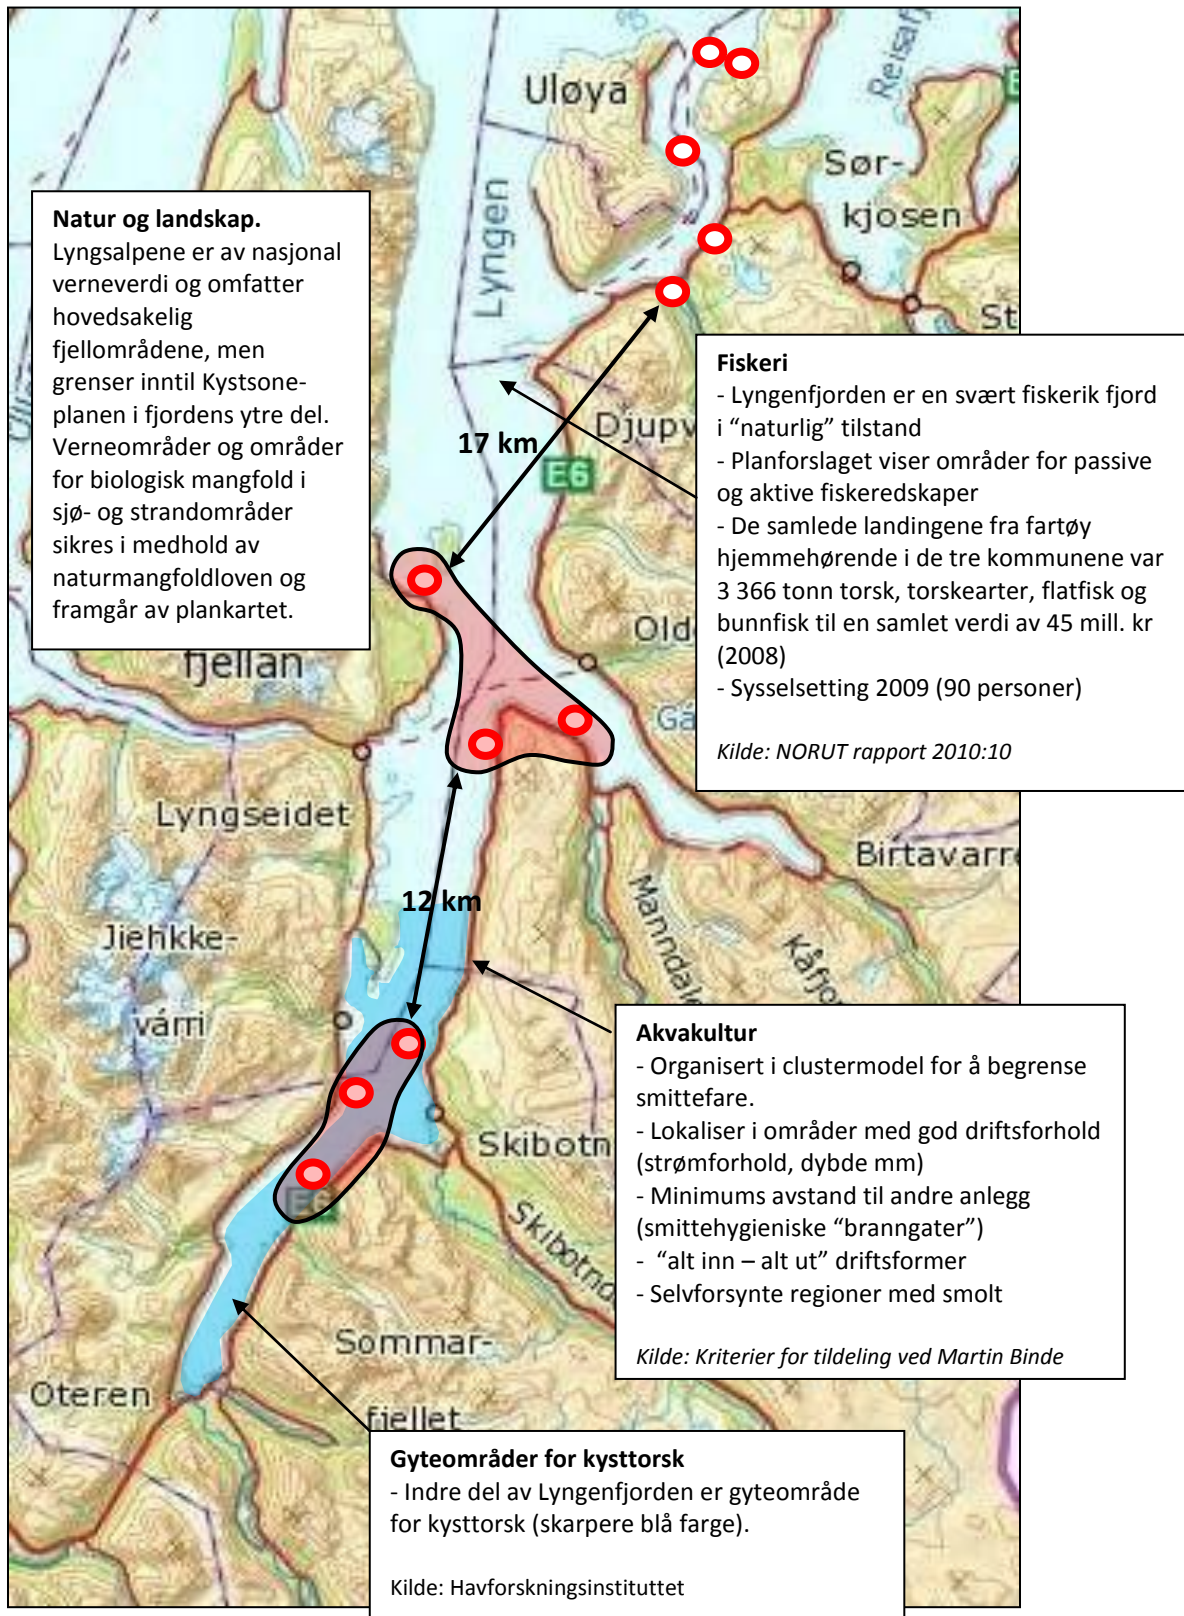 Uløya
Reisafj
Sør-
kjosen
Lyngen
St
Natur og landskap.
Lyngsalpene er av nasjonal
verneverdi og omfatter
hovedsakelig
fjellområdene, men
grenser inntil Kystsone-
planen i fjordens ytre del.
Verneområder og områder
for biologisk mangfold i
sjø- og strandområder
sikres i medhold av
naturmangfoldloven og
framgår av plankartet.
Fiskeri
- Lyngenfjorden er en svært fiskerik fjord
i “naturlig” tilstand
- Planforslaget viser områder for passive
og aktive fiskeredskaper
- De samlede landingene fra fartøy
hjemmehørende i de tre kommunene var
3 366 tonn torsk, torskearter, flatfisk og
bunnfisk til en samlet verdi av 45 mill. kr
(2008)
- Sysselsetting 2009 (90 personer)
Kilde: NORUT rapport 2010:10
Djupv
17 km
E6
Old
fjellan
Gá
Lyngseidet
Birtavarre
12 km
Manndale
Kåfjo
Jiehkke-
várri
Akvakultur
- Organisert i clustermodel for å begrense
smittefare.
- Lokaliser i områder med god driftsforhold
(strømforhold, dybde mm)
- Minimums avstand til andre anlegg
(smittehygieniske “branngater”)
- “alt inn – alt ut” driftsformer
- Selvforsynte regioner med smolt
Kilde: Kriterier for tildeling ved Martin Binde
Skibotn
E6
Skibotnd
Sommar-
fjellet
Oteren
Gyteområder for kysttorsk
- Indre del av Lyngenfjorden er gyteområde
for kysttorsk (skarpere blå farge).
Kilde: Havforskningsinstituttet